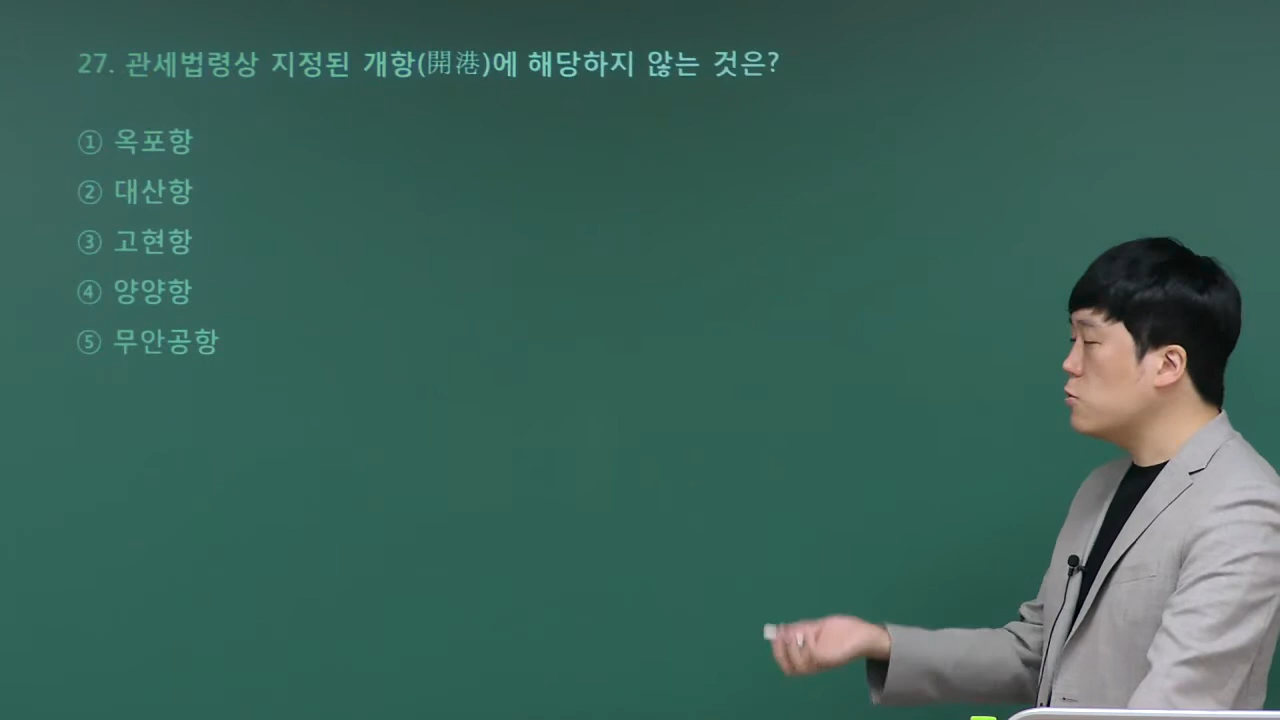 27. 관세법령상 지정된 개항(開港)에 해당하지 않는 것은?
① 옥포항
② 대산항
③ 고현항
④ 양양항
⑤ 무안공항